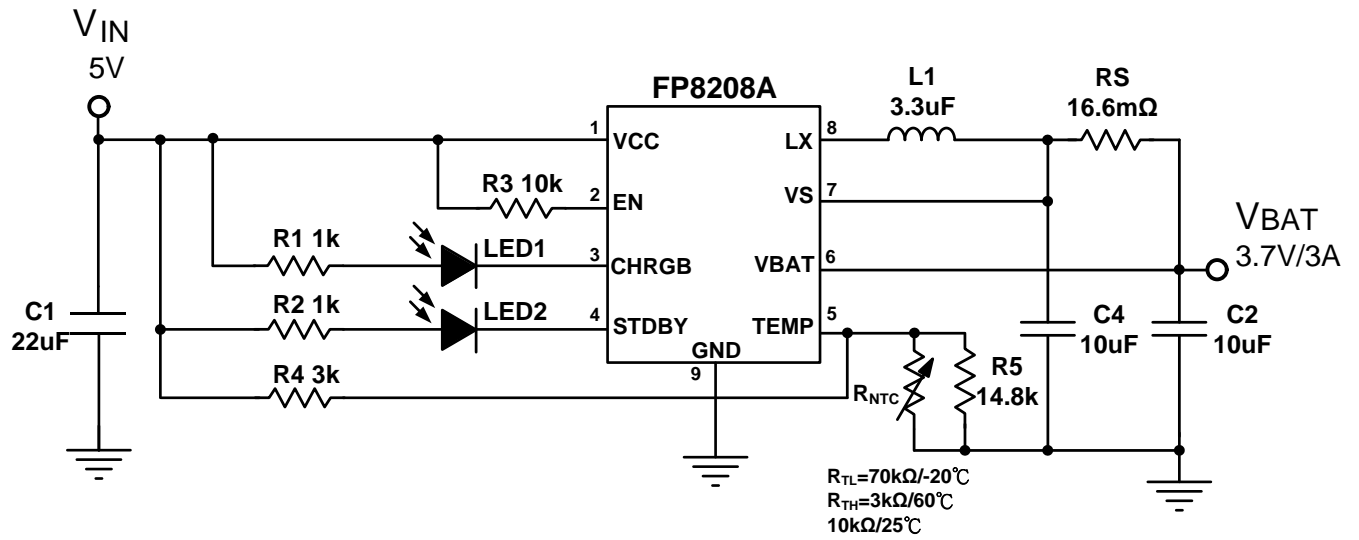 VIN
5V
FP8208A
L1
3.3uF
RS
16.6mΩ
1
VCC
LX
8
R3 10k
2
EN
VS
7
R1 1k
LED1
3
CHRGB
VBAT
6
VBAT
3.7V/3A
C1
22uF
R2 1k
LED2
4
STDBY
TEMP
5
C4
10uF
C2
10uF
GND
9
R4 3k
RNTC
R5
14.8k
RTL=70kΩ/-20℃
RTH=3kΩ/60℃
10kΩ/25℃